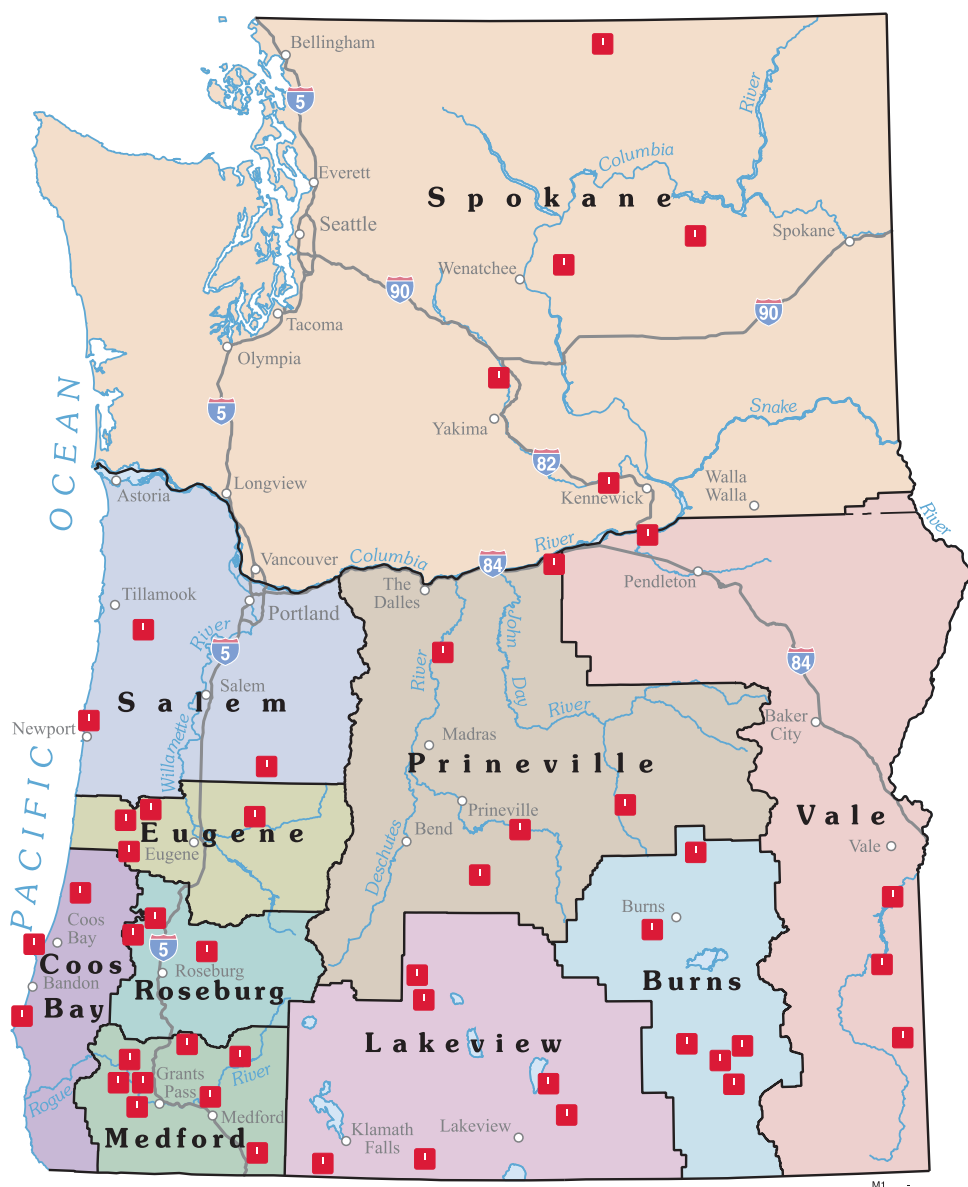 Bellingham
5
River
Columbia
Everett
Spokane
Seattle
Spokane
Wenatchee
90
90
Tacoma
Olympia
OCEAN
5
Snake
Yakima
82
Walla
Walla
Kennewick
Astoria
Longview
River
River
Columbia
84
Vancouver
The
Dalles
Pendleton
Tillamook
Portland
John
Day
River
River
5
River
84
Salem
Salem
Newport
Willamette
River
Baker
City
Madras
Prineville
PACIFIC
Prineville
Vale
Eugene
Eugene
Bend
Deschutes
Vale
Coos
Bay
Burns
5
Coos
Bay
Bandon
Roseburg
Roseburg
Burns
Lakeview
Grants
Pass
River
Rogue
Medford
Medford
Klamath
Falls
Lakeview
M1